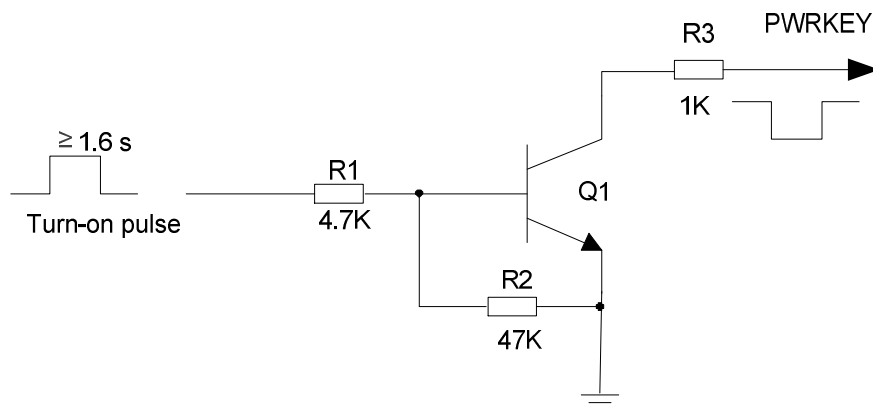 PWRKEY
R3
1K
≥ 1.6 s
R1
4.7K
Q1
Turn-on pulse
R2
47K